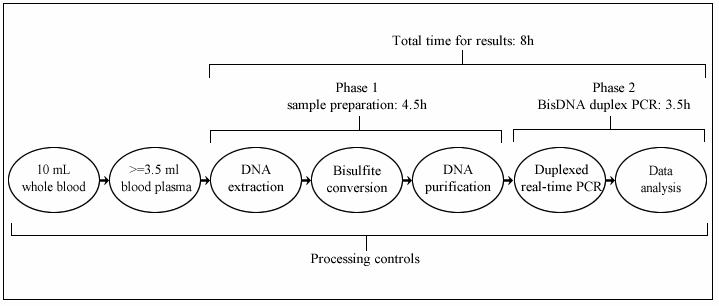 Total time for results: 8h
Phase 1
sample preparation: 4.5h
Phase 2
BisDNA duplex PCR: 3.5h
10 mL
whole blood
>=3.5 ml
blood plasma
DNA
extraction
Bisulfite
conversion
DNA
purification
Duplexed
real-time PCR
Data
analysis
Processing controls